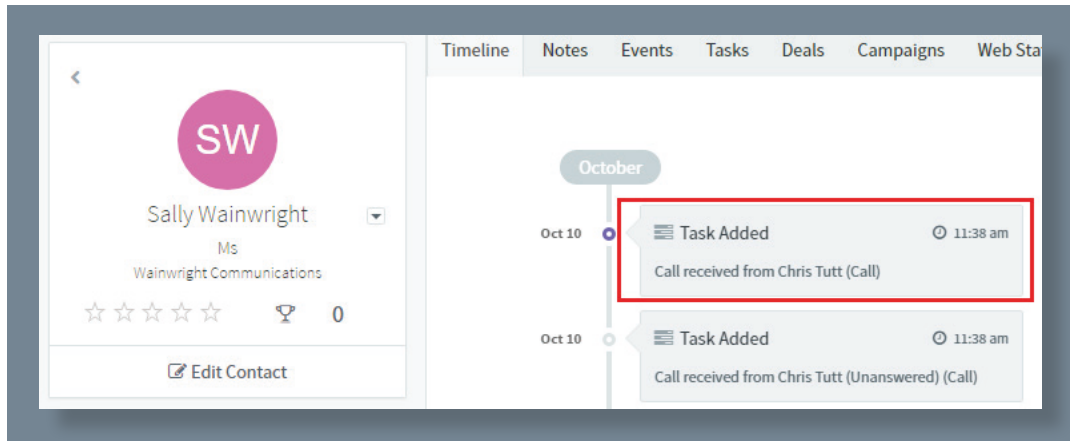 Timeline Notes Events Tasks Deals Campaigns Web Sta
SW
Sally Wainwright
Ms
Wainwright Communications
0
Edit Contact
October
Oct 10 Task Added 11:38 am
Call received from Chris Tutt (Call)
Oct 10 Task Added 11:38 am
Call received from Chris Tutt (Unanswered) (Call)